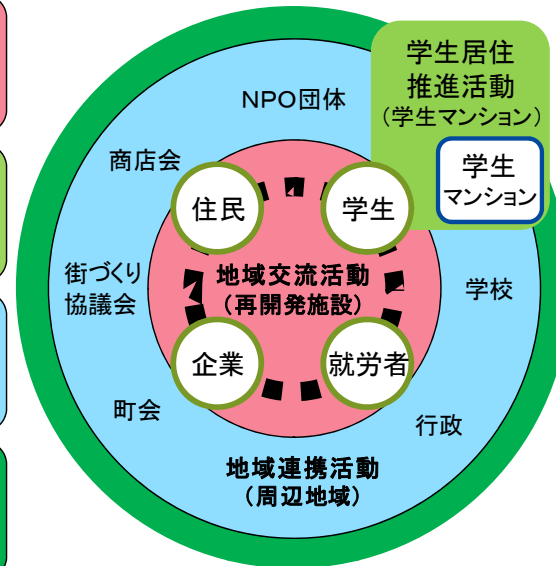 学生居住
推進活動
（学生マンション）
学生
マンション
NPO団体
商店会
住民
学生
街づくり
協議会
地域交流活動
（再開発施設）
学校
企業
就労者
町会
行政
地域連携活動
（周辺地域）